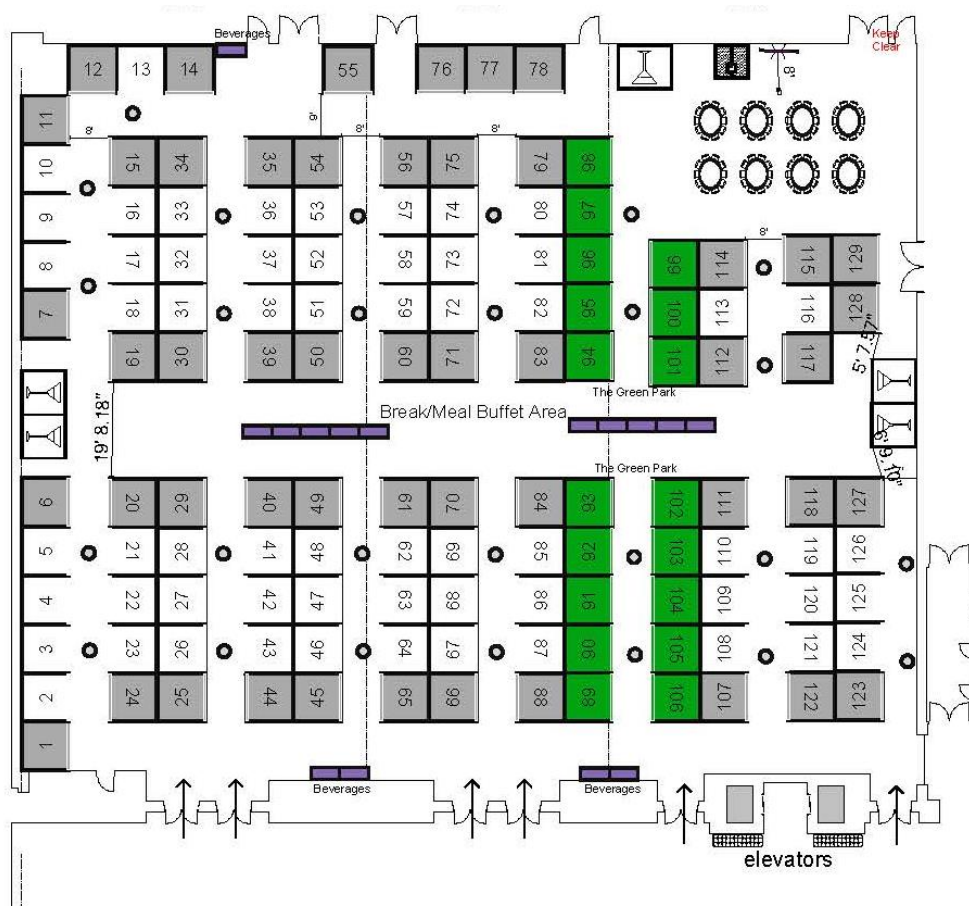 Beverages
Keep
Clear
12 13 14 55 76 77 78
8'
11
9'
8' 8' 8'
10 15 34 35 54 56 75 79 98
9 16 33 36 53 57 74 80 97
8'
8 17 32 37 52 58 73 81 96 99 114 115 129
7 18 31 38 51 59 72 82 95 100 113 116 128
19 30 39 50 60 71 83 94 101 112 117
5' 7.57"
The Green Park
Break/Meal Buffet Area
19' 8.18"
6' 9.10"
The Green Park
6 20 29 40 49 61 70 84 93 102 111 118 127
5 21 28 41 48 62 69 85 92 103 110 119 126
4 22 27 42 47 63 68 86 91 104 109 120 125
3 23 26 43 46 64 67 87 90 105 108 121 124
2 24 25 44 45 65 66 88 89 106 107 122 123
1
Beverages
Beverages
elevators